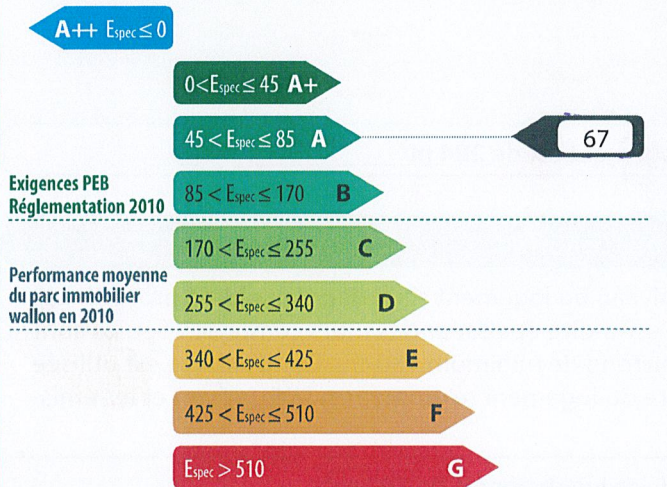 A++ Espec ≤ 0
0 < Espec ≤ 45 A+
45 < Espec ≤ 85 A
67
Exigences PEB
Réglementation 2010
85 < Espec ≤ 170 B
170 < Espec ≤ 255 C
Performance moyenne
du parc immobilier
wallon en 2010
255 < Espec ≤ 340 D
340 < Espec ≤ 425 E
425 < Espec ≤ 510 F
Espec > 510 G